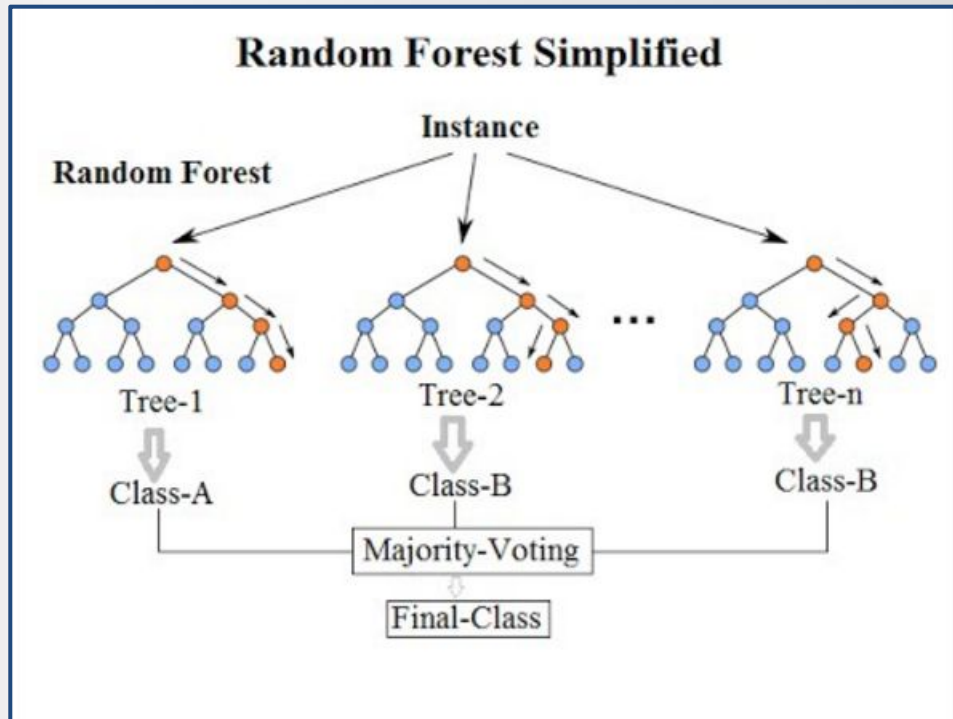 Random Forest Simplified
Instance
Random Forest
...
Tree-1
Tree-2
Tree-n
Class-A
Class-B
Class-B
Majority-Voting
Final-Class